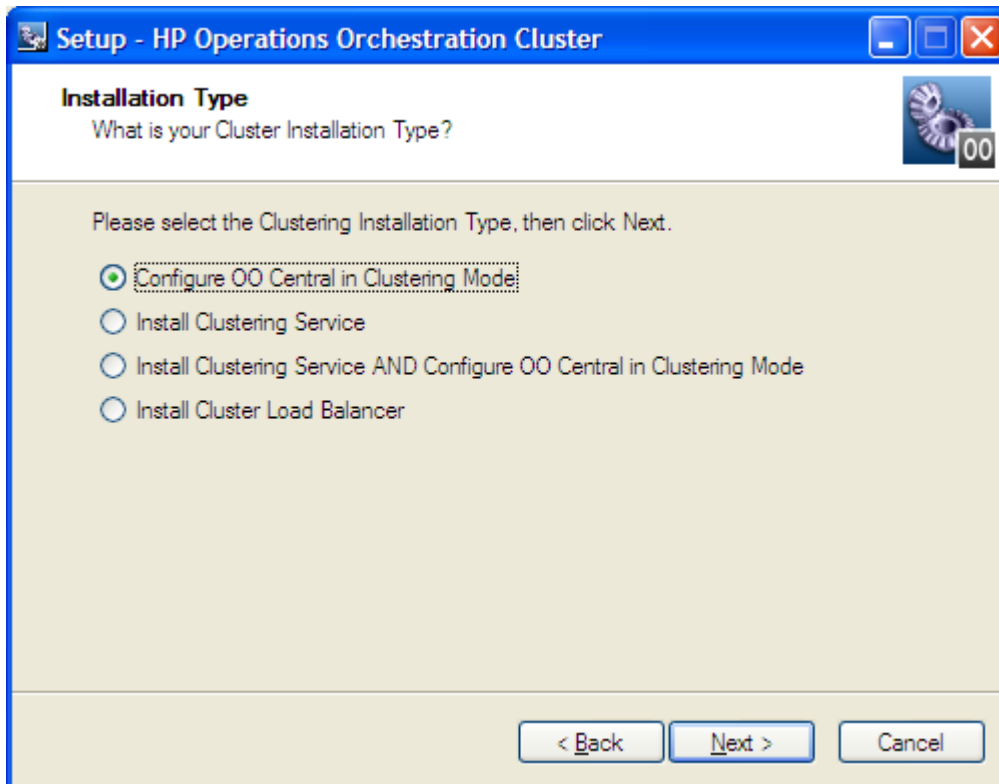 Setup - HP Operations Orchestration Cluster
Installation Type
What is your Cluster Installation Type?
OO
Please select the Clustering Installation Type, then click Next.
Configure OO Central in Clustering Mode
Install Clustering Service
Install Clustering Service AND Configure OO Central in Clustering Mode
Install Cluster Load Balancer
< Back
Next >
Cancel